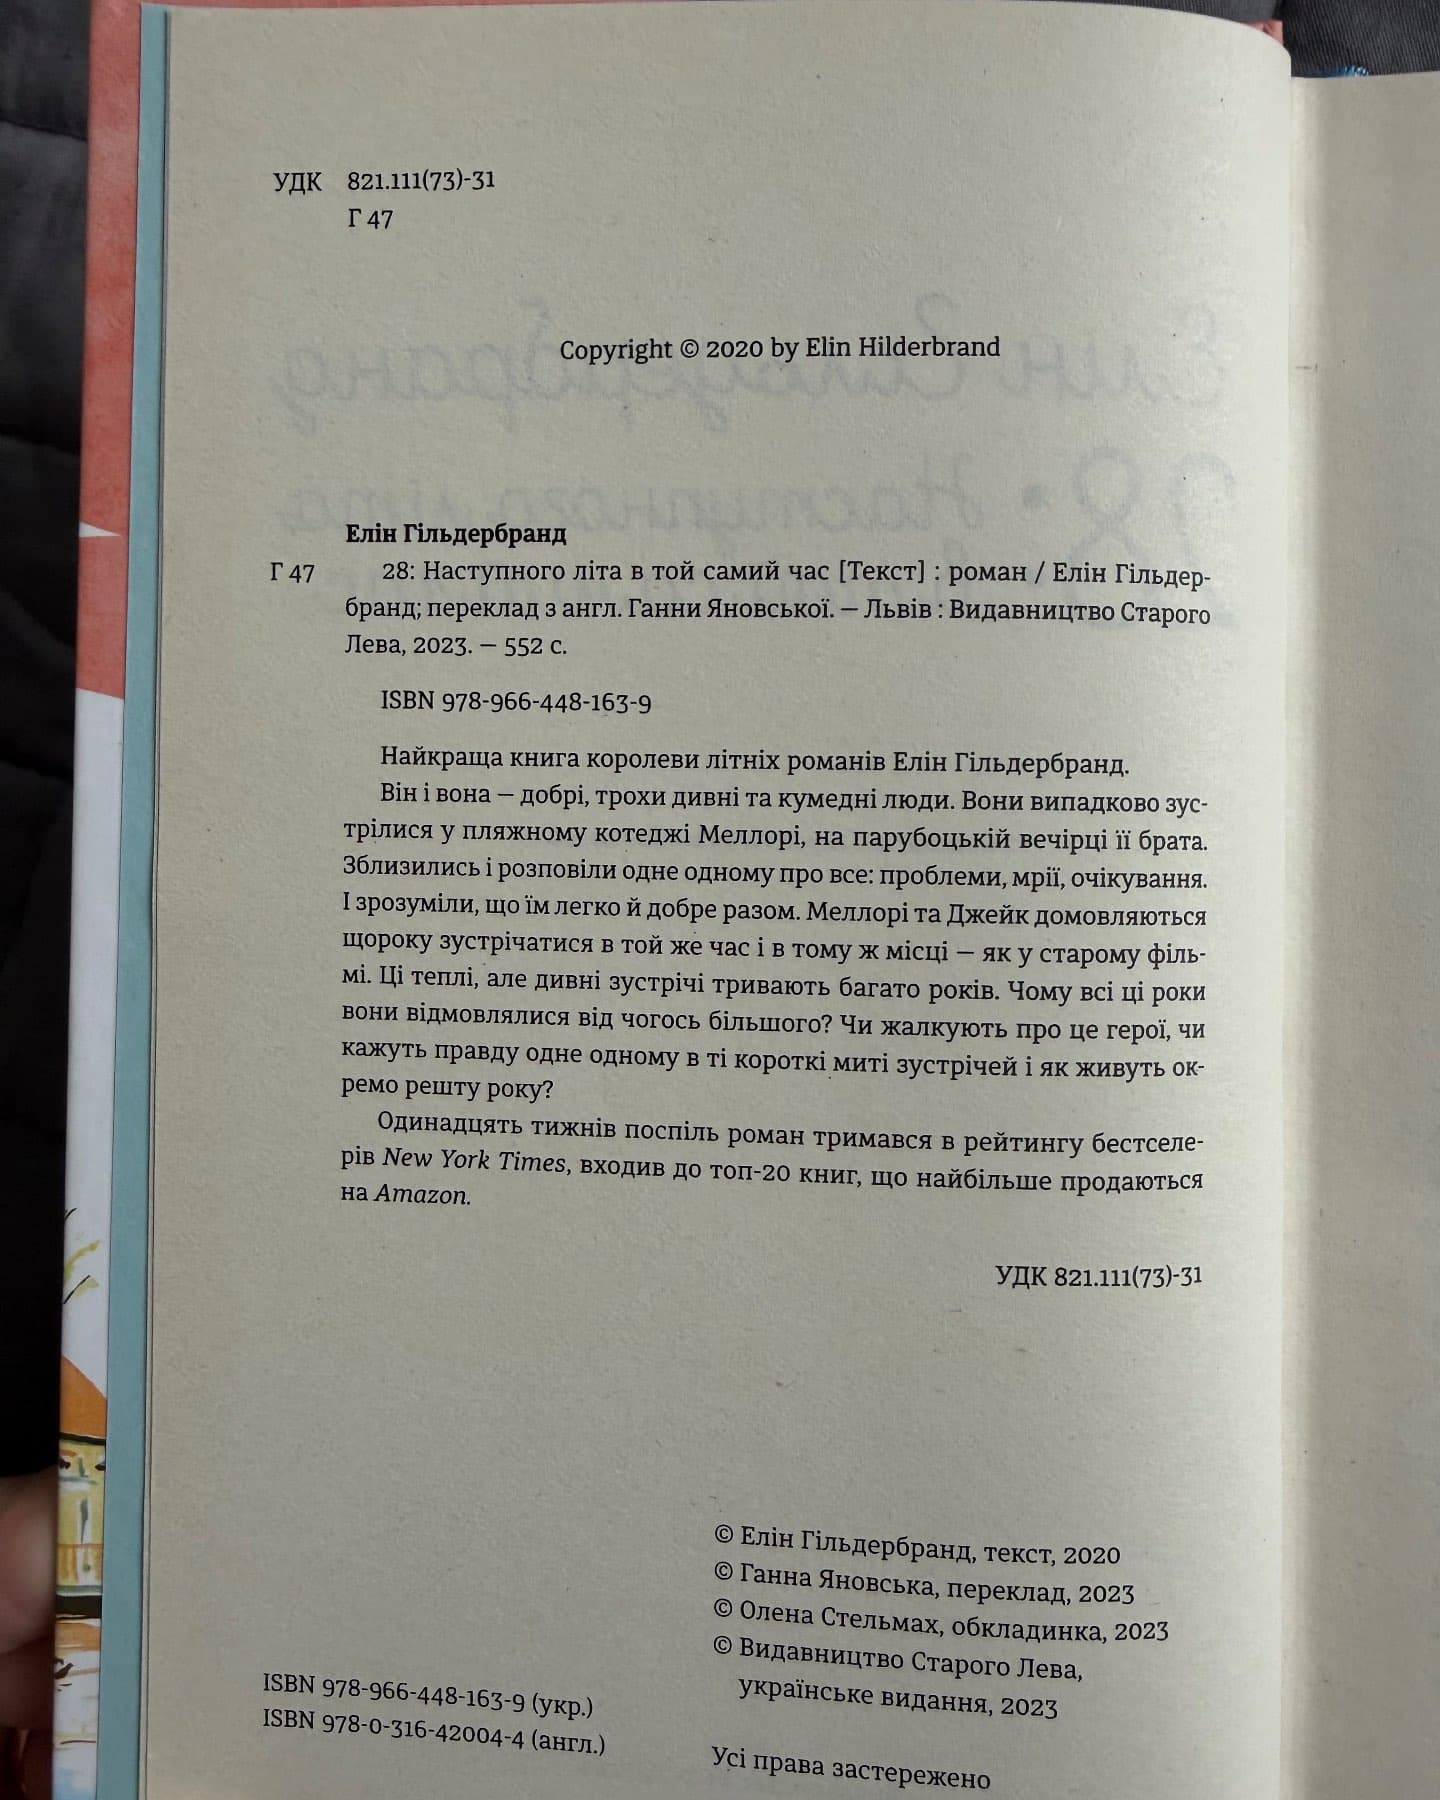 УДК 821.111(73)-31
Г 47
Copyright © 2020 by Elin Hilderbrand
Елін Гільдербранд
Г 47 28: Наступного літа в той самий час [Текст] : роман / Елін Гільдер-
бранд; переклад з англ. Ганни Яновської. — Львів : Видавництво Старого
Лева, 2023. — 552 с.
ISBN 978-966-448-163-9
Найкраща книга королеви літніх романів Елін Гільдербранд.
Він і вона — добрі, трохи дивні та кумедні люди. Вони випадково зус-
трілися у пляжному котеджі Меллорі, на парубоцькій вечірці її брата.
Зблизились і розповіли одне одному про все: проблеми, мрії, очікування.
І зрозуміли, що їм легко й добре разом. Меллорі та Джейк домовляються
щороку зустрічатися в той же час і в тому ж місці — як у старому філь-
мі. Ці теплі, але дивні зустрічі тривають багато років. Чому всі ці роки
вони відмовлялися від чогось більшого? Чи жалкують про це герої, чи
кажуть правду одне одному в ті короткі миті зустрічей і як живуть ок-
ремо решту року?
Одинадцять тижнів поспіль роман тримався в рейтингу бестселе-
рів New York Times, входив до топ-20 книг, що найбільше продаються
на Amazon.
УДК 821.111(73)-31
© Елін Гільдербранд, текст, 2020
© Ганна Яновська, переклад, 2023
© Олена Стельмах, обкладинка, 2023
© Видавництво Старого Лева,
українське видання, 2023
ISBN 978-966-448-163-9 (укр.)
ISBN 978-0-316-42004-4 (англ.)
Усі права застережено